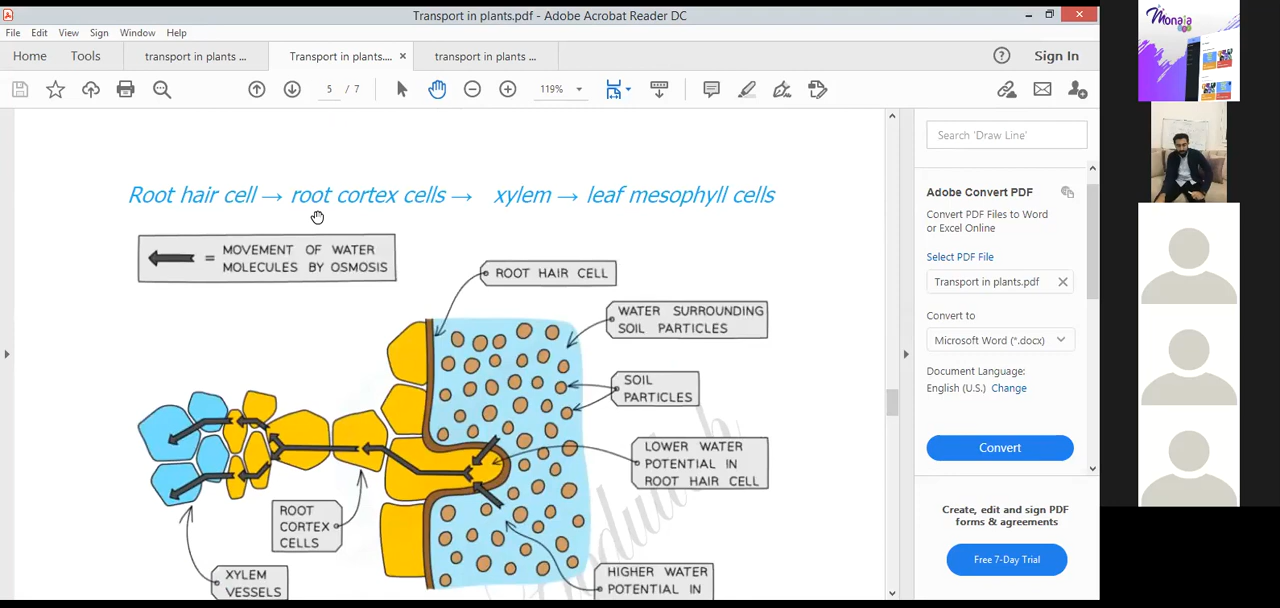 Transport in plants.pdf - Adobe Acrobat Reader DC
File Edit View Sign Window Help
Home Tools transport in plants ... Transport in plants.... × transport in plants ... Sign In
5 / 7 119%
Root hair cell → root cortex cells → xylem → leaf mesophyll cells
= MOVEMENT OF WATER
MOLECULES BY OSMOSIS
ROOT HAIR CELL
WATER SURROUNDING
SOIL PARTICLES
SOIL
PARTICLES
LOWER WATER
POTENTIAL IN
ROOT HAIR CELL
ROOT
CORTEX
CELLS
XYLEM
VESSELS
HIGHER WATER
POTENTIAL IN
Search 'Draw Line'
Adobe Convert PDF
Convert PDF Files to Word
or Excel Online
Select PDF File
Transport in plants.pdf
Convert to
Microsoft Word (*.docx)
Document Language:
English (U.S.) Change
Convert
Create, edit and sign PDF
forms & agreements
Free 7-Day Trial